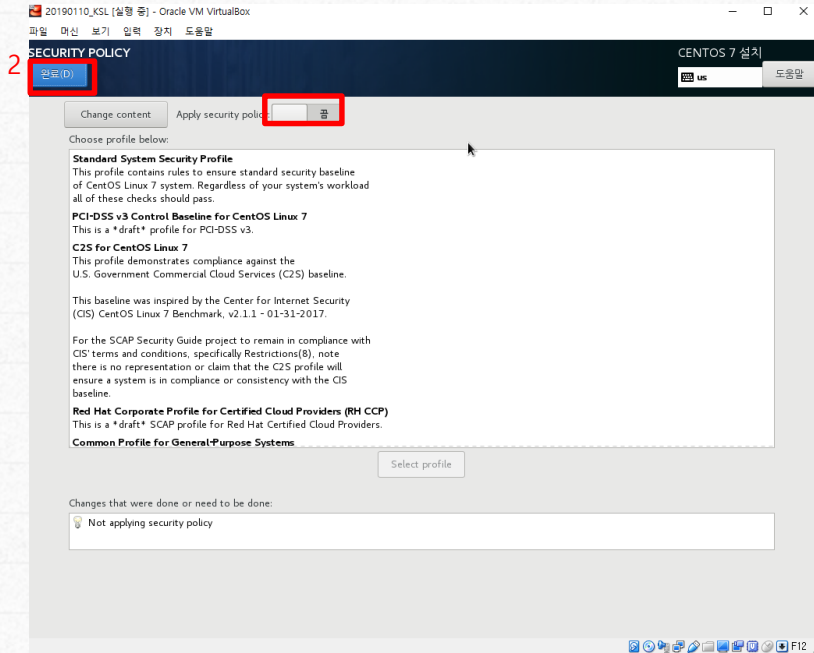 20190110_KSL [실행 중] - Oracle VM VirtualBox
파일 머신 보기 입력 장치 도움말
SECURITY POLICY
CENTOS 7 설치
2
완료(D)
us
도움말
Change content
Apply security policy:
끔
Choose profile below:
Standard System Security Profile
This profile contains rules to ensure standard security baseline
of CentOS Linux 7 system. Regardless of your system's workload
all of these checks should pass.
PCI-DSS v3 Control Baseline for CentOS Linux 7
This is a *draft* profile for PCI-DSS v3.
C2S for CentOS Linux 7
This profile demonstrates compliance against the
U.S. Government Commercial Cloud Services (C2S) baseline.
This baseline was inspired by the Center for Internet Security
(CIS) CentOS Linux 7 Benchmark, v2.1.1 - 01-31-2017.
For the SCAP Security Guide project to remain in compliance with
CIS' terms and conditions, specifically Restrictions(8), note
there is no representation or claim that the C2S profile will
ensure a system is in compliance or consistency with the CIS
baseline.
Red Hat Corporate Profile for Certified Cloud Providers (RH CCP)
This is a *draft* SCAP profile for Red Hat Certified Cloud Providers.
Common Profile for General-Purpose Systems
Select profile
Changes that were done or need to be done:
Not applying security policy
F12